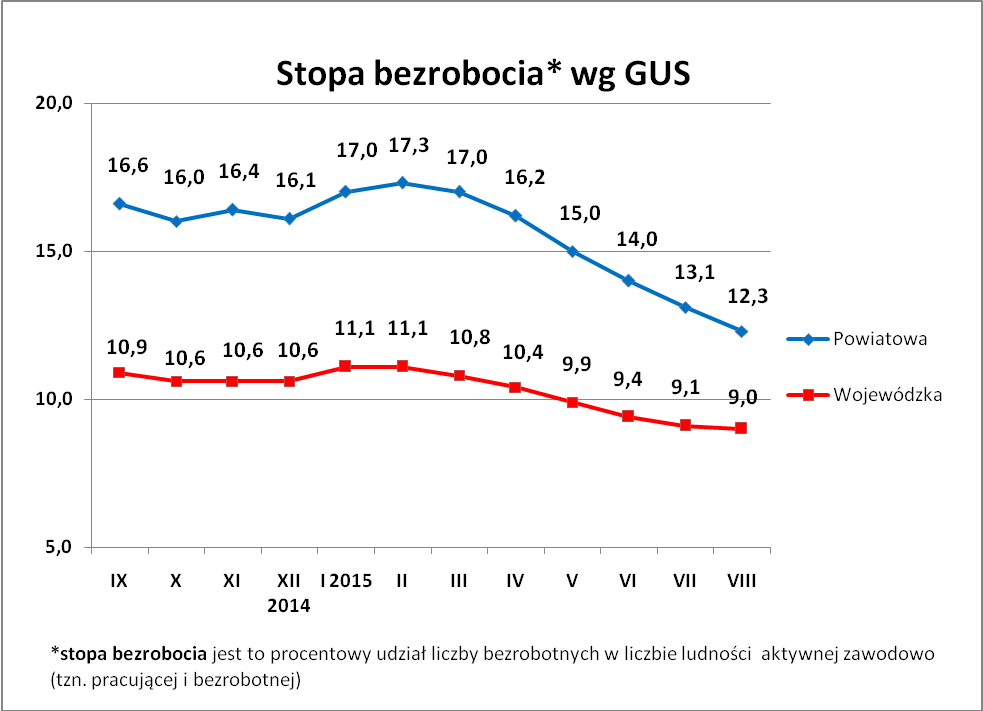 Stopa bezrobocia* wg GUS
20,0
15,0
10,0
5,0
16,6 16,0 16,4 16,1 17,0 17,3 17,0 16,2 15,0 14,0 13,1 12,3
10,9 10,6 10,6 10,6 11,1 11,1 10,8 10,4 9,9 9,4 9,1 9,0
Powiatowa
Wojewódzka
IX X XI XII I 2015 II III IV V VI VII VIII
2014
*stopa bezrobocia jest to procentowy udział liczby bezrobotnych w liczbie ludności aktywnej zawodowo
(tzn. pracującej i bezrobotnej)